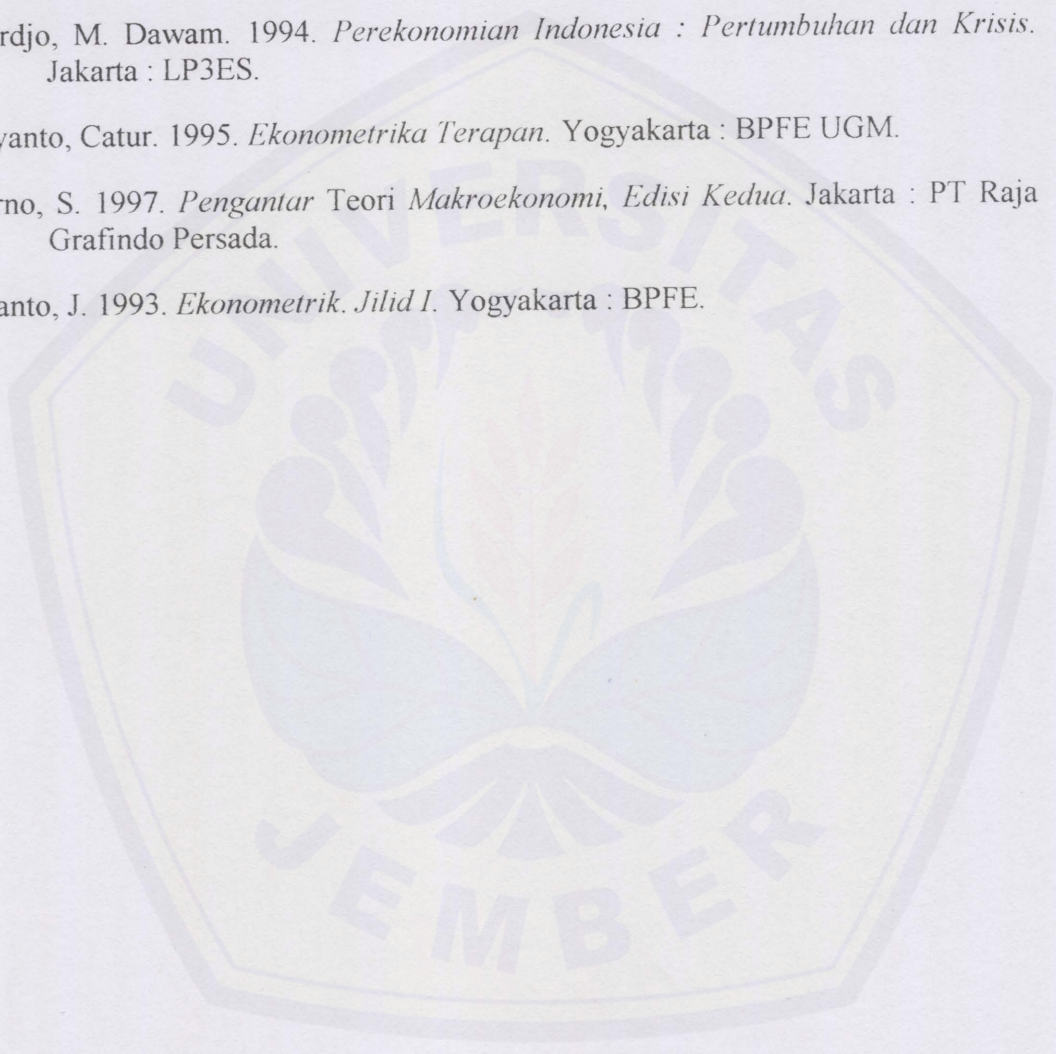 rdjo, M. Dawam. 1994. Perekonomian Indonesia : Pertumbuhan dan Krisis.
Jakarta : LP3ES.
yanto, Catur. 1995. Ekonometrika Terapan. Yogyakarta : BPFE UGM.
rno, S. 1997. Pengantar Teori Makroekonomi, Edisi Kedua. Jakarta : PT Raja
Grafindo Persada.
anto, J. 1993. Ekonometrik. Jilid I. Yogyakarta : BPFE.
UNIVERSITAS
JEMBER